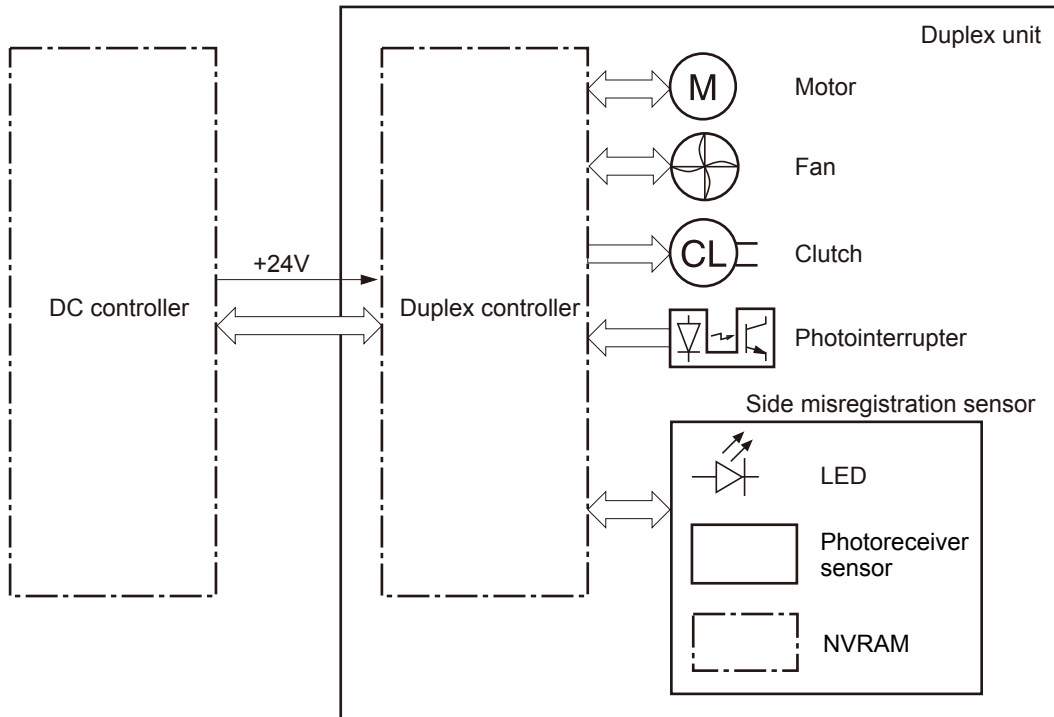 Duplex unit
M
Motor
Fan
CL
Clutch
+24V
DC controller
Duplex controller
Photointerrupter
Side misregistration sensor
LED
Photoreceiver
sensor
NVRAM